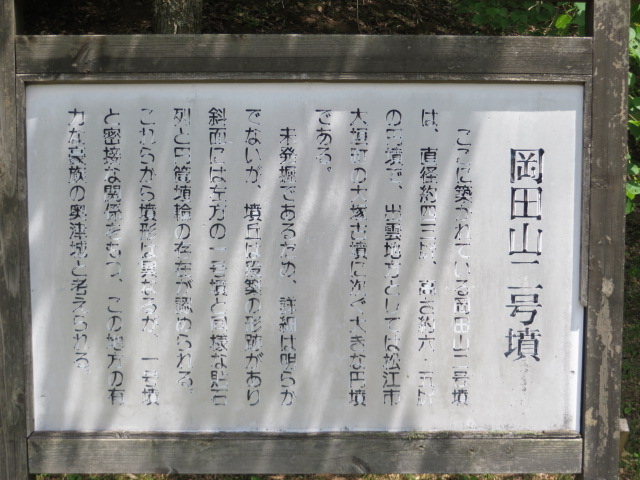 岡田山二号墳
ここに築かれている岡田山二号墳
は、直径約四三m、高さ約六・五m
の円墳で、出雲地方としては松江市
大垣町の大塚古墳に次ぐ大きな円墳
である。
未発掘であるため、詳細は明らか
でないが、墳丘は段築の形跡があり
斜面には左方の一号墳と同様な貼石
列と円筒埴輪の存在が認められる。
これらから墳形は異なるが、一号墳
と密接な関係をもつ、この地方の有
力な豪族の奥津城と考えられる。